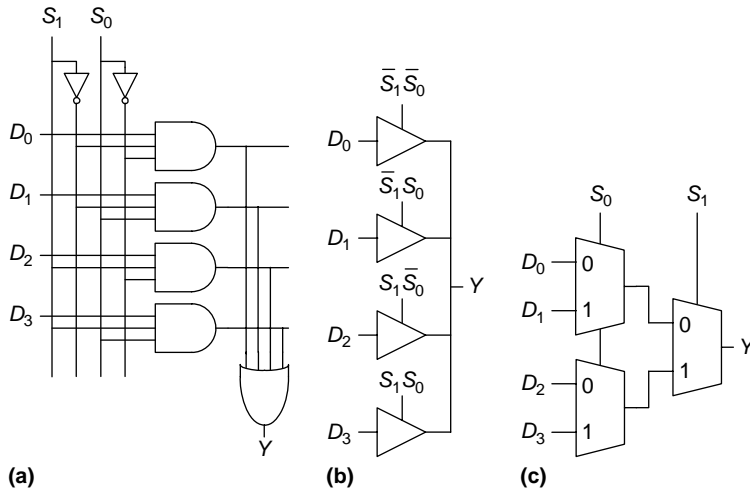 S₁ S₀
D₀
D₁
D₂
D₃
Y
(a)
S̅₁S̅₀
D₀
S̅₁S₀
D₁
S₁S̅₀
D₂
S₁S₀
D₃
Y
(b)
S₀ S₁
D₀ 0
D₁ 1
D₂ 0
D₃ 1
0
1
Y
(c)